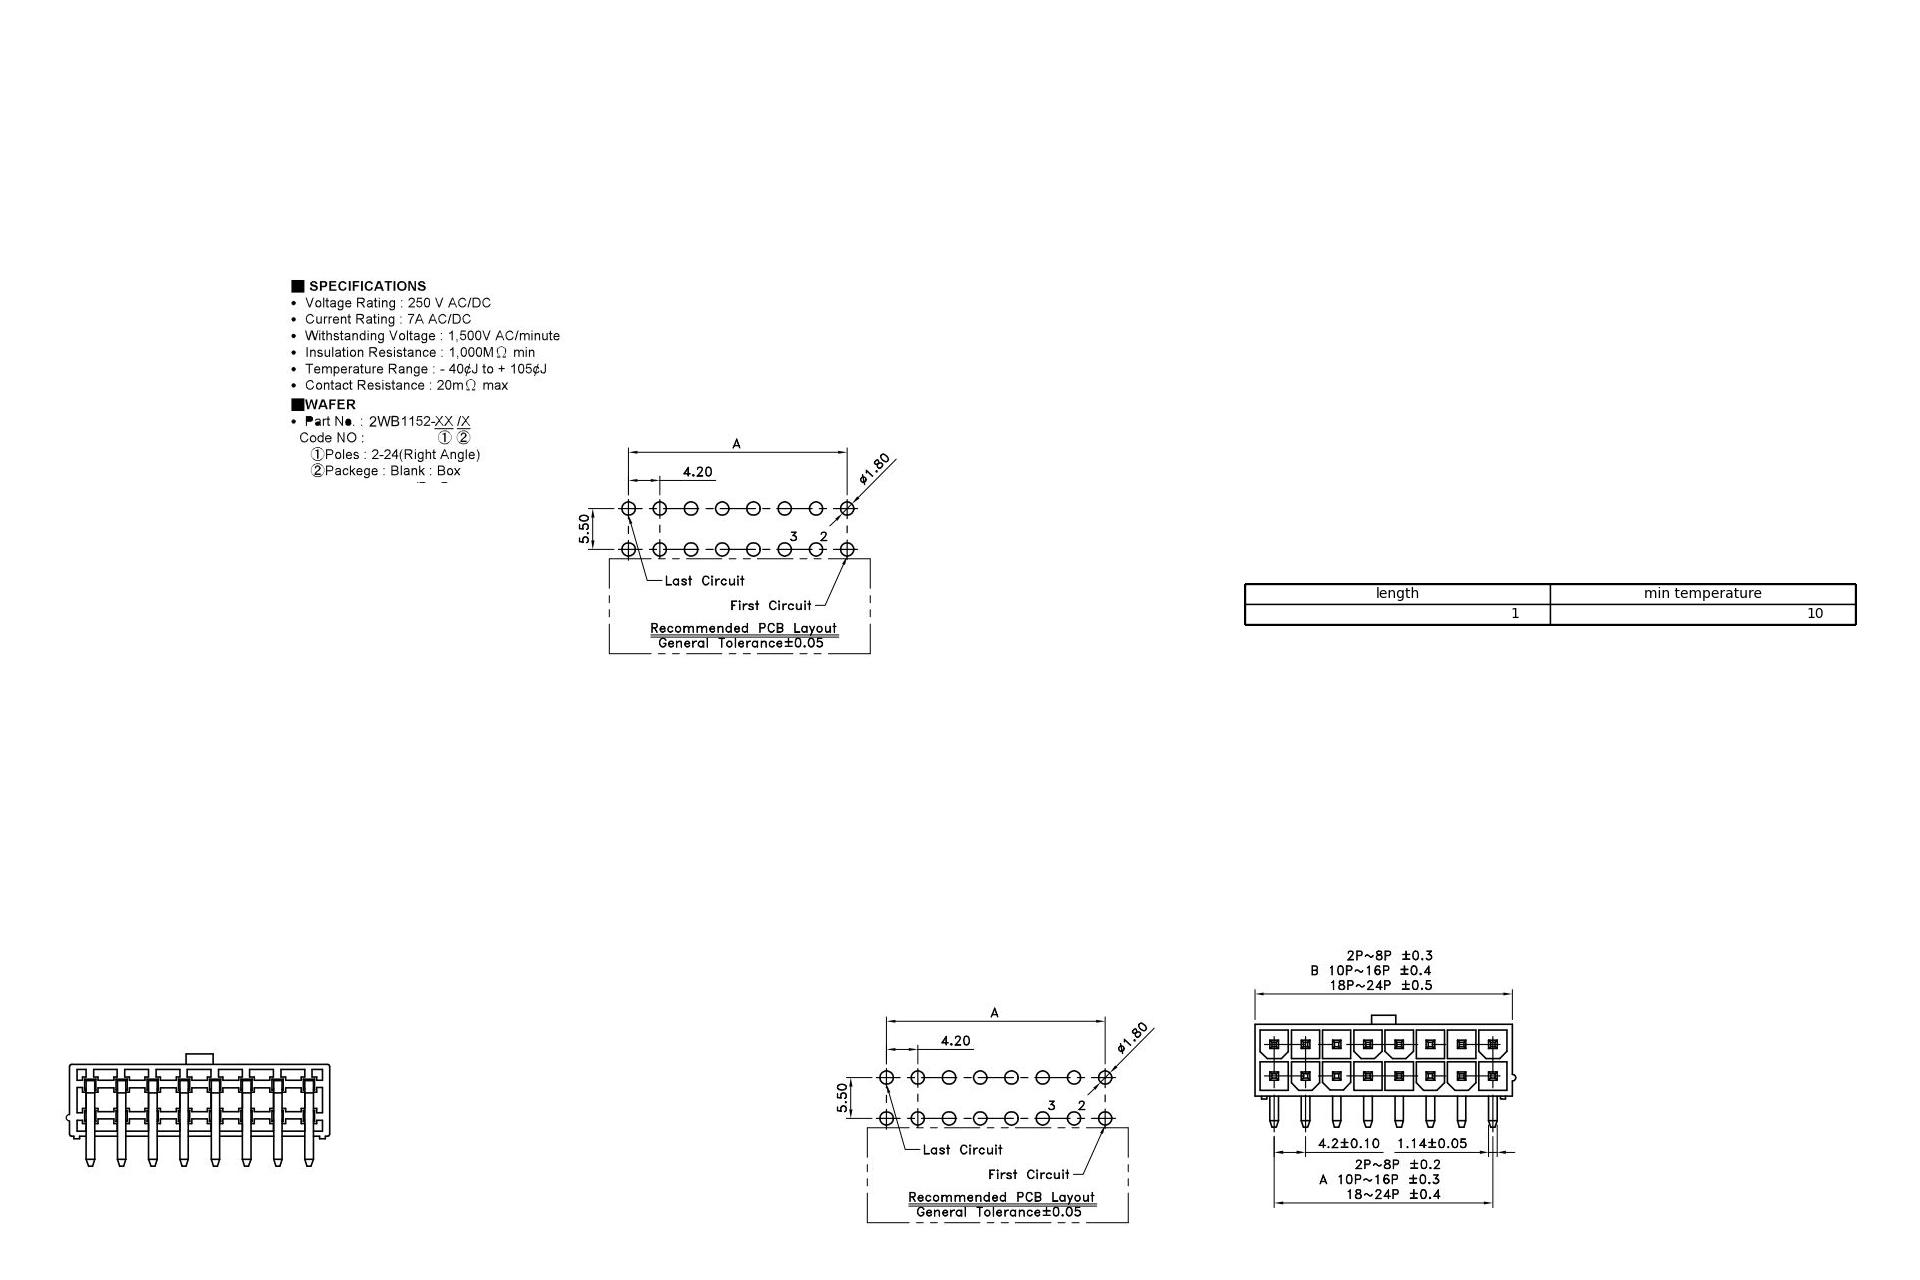 ■ SPECIFICATIONS
• Voltage Rating : 250 V AC/DC
• Current Rating : 7A AC/DC
• Withstanding Voltage : 1,500V AC/minute
• Insulation Resistance : 1,000MΩ min
• Temperature Range : - 40¢J to + 105¢J
• Contact Resistance : 20mΩ max
■WAFER
• Part No. : 2WB1152-XX /X
Code NO : ① ②
①Poles : 2-24(Right Angle)
②Packege : Blank : Box
A
4.20
ø1.80
5.50
3 2
Last Circuit
First Circuit
Recommended PCB Layout
General Tolerance±0.05
length min temperature
1 10
2P~8P ±0.3
B 10P~16P ±0.4
18P~24P ±0.5
A
4.20
ø1.80
5.50
3 2
Last Circuit
First Circuit
Recommended PCB Layout
General Tolerance±0.05
4.2±0.10 1.14±0.05
2P~8P ±0.2
A 10P~16P ±0.3
18~24P ±0.4